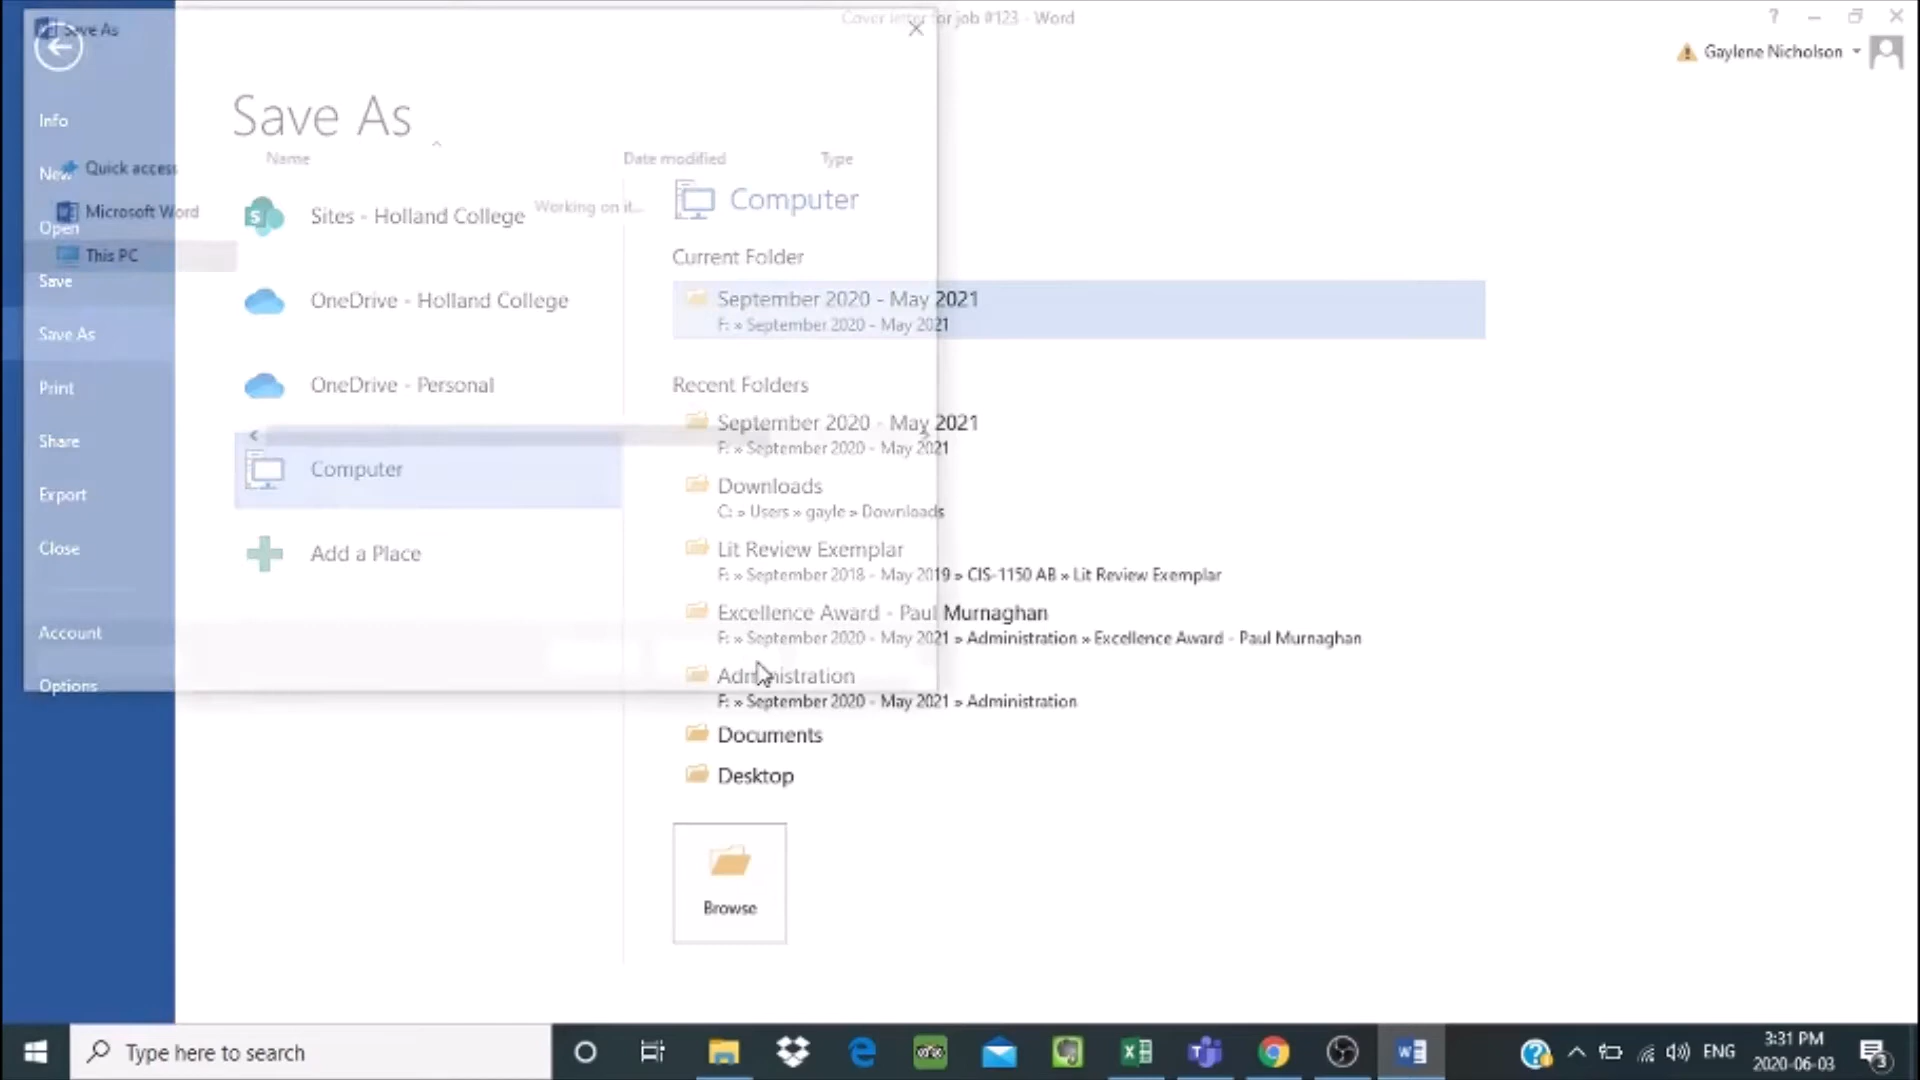 Save As
Cover letter for job #123 - Word
?
Gaylene Nicholson
Info
New
Open
Save
Save As
Print
Share
Export
Close
Account
Options
Quick access
Microsoft Word
This PC
Save As
Name
Date modified
Type
Working on it...
Sites - Holland College
OneDrive - Holland College
OneDrive - Personal
Computer
Add a Place
Computer
Current Folder
September 2020 - May 2021
F: » September 2020 - May 2021
Recent Folders
September 2020 - May 2021
F: » September 2020 - May 2021
Downloads
C: » Users » gayle » Downloads
Lit Review Exemplar
F: » September 2018 - May 2019 » CIS-1150 AB » Lit Review Exemplar
Excellence Award - Paul Murnaghan
F: » September 2020 - May 2021 » Administration » Excellence Award - Paul Murnaghan
Administration
F: » September 2020 - May 2021 » Administration
Documents
Desktop
Browse
Type here to search
ENG
3:31 PM
2020-06-03
3